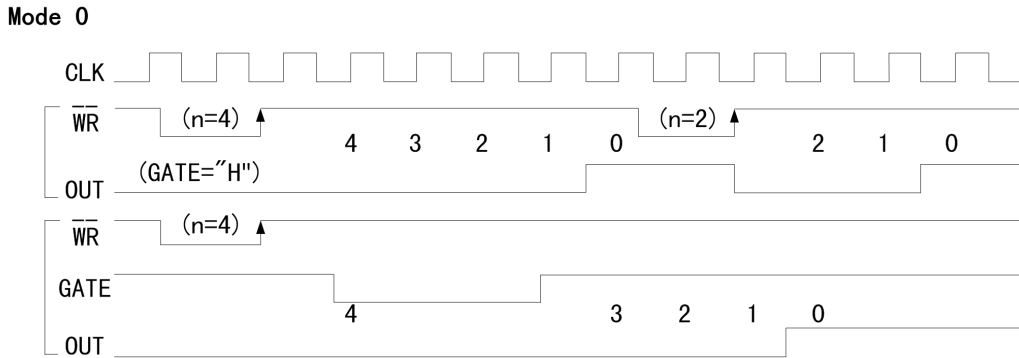 Mode 0
CLK
WR (n=4) (n=2)
4 3 2 1 0 2 1 0
(GATE="H")
OUT
WR (n=4)
GATE
4 3 2 1 0
OUT